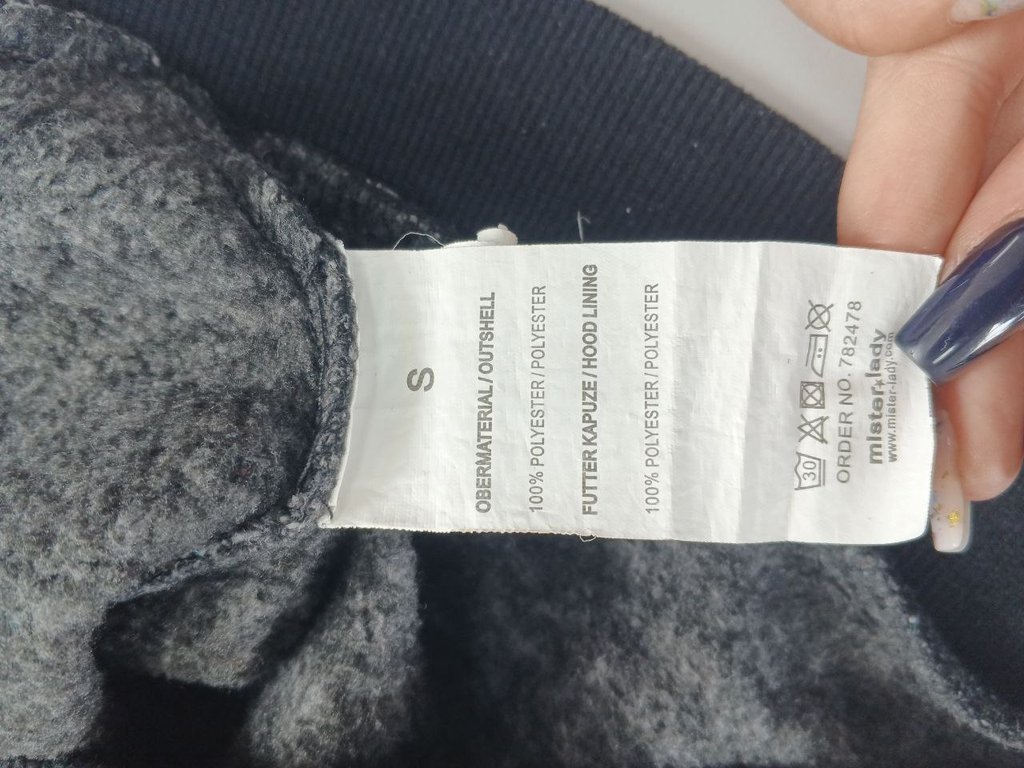 S
OBERMATERIAL / OUTSHELL
100% POLYESTER / POLYESTER
FUTTER KAPUZE / HOOD LINING
100% POLYESTER / POLYESTER
30
ORDER NO. 782478
mister★lady
www.mister-lady.com